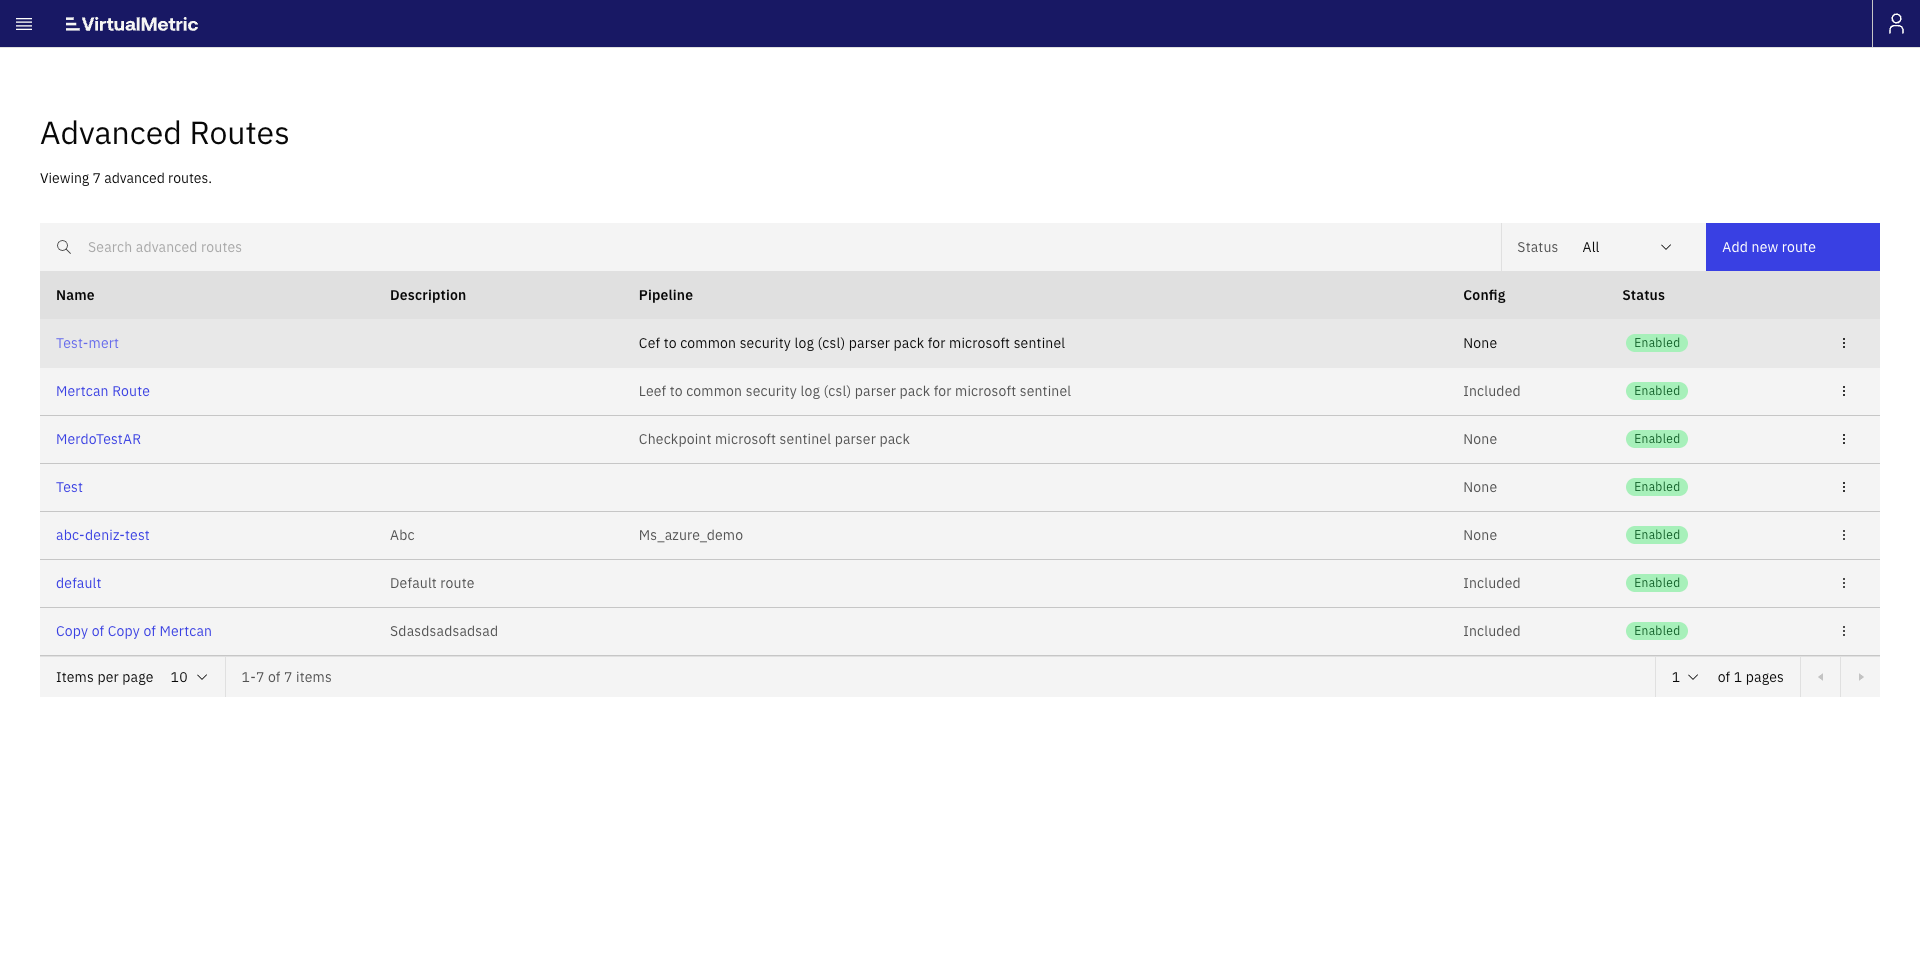 VirtualMetric
Advanced Routes
Viewing 7 advanced routes.
Search advanced routes Status All Add new route
Name Description Pipeline Config Status
Test-mert Cef to common security log (csl) parser pack for microsoft sentinel None Enabled
Mertcan Route Leef to common security log (csl) parser pack for microsoft sentinel Included Enabled
MerdoTestAR Checkpoint microsoft sentinel parser pack None Enabled
Test None Enabled
abc-deniz-test Abc Ms_azure_demo None Enabled
default Default route Included Enabled
Copy of Copy of Mertcan Sdasdsadsadsad Included Enabled
Items per page 10 1-7 of 7 items 1 of 1 pages